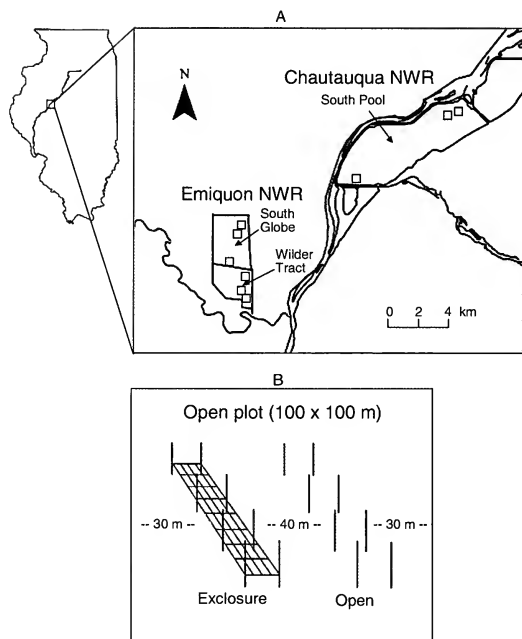 A
N
Chautauqua NWR
South Pool
Emiquon NWR
South
Globe
Wilder
Tract
0 2 4 km
B
Open plot (100 x 100 m)
-- 30 m -- -- 40 m -- -- 30 m --
Exclosure Open